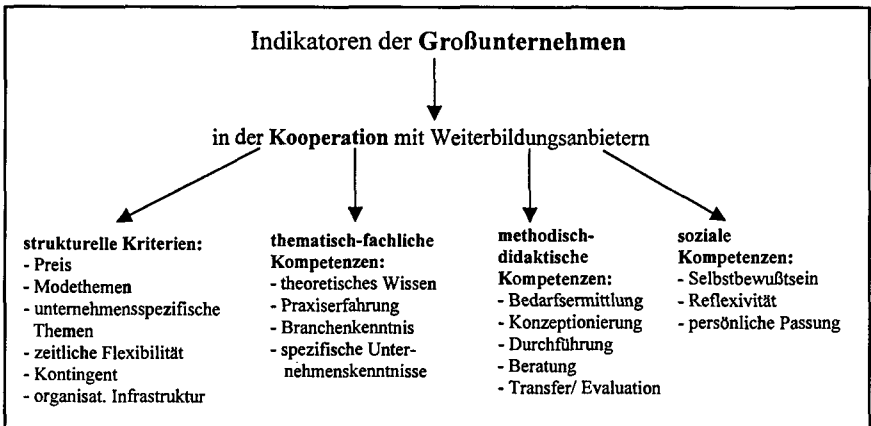 Indikatoren der Großunternehmen
in der Kooperation mit Weiterbildungsanbietern
strukturelle Kriterien:
- Preis
- Modethemen
- unternehmensspezifische
Themen
- zeitliche Flexibilität
- Kontingent
- organisat. Infrastruktur
thematisch-fachliche
Kompetenzen:
- theoretisches Wissen
- Praxiserfahrung
- Branchenkenntnis
- spezifische Unter-
nehmenskenntnisse
methodisch-
didaktische
Kompetenzen:
- Bedarfsermittlung
- Konzeptionierung
- Durchführung
- Beratung
- Transfer/ Evaluation
soziale
Kompetenzen:
- Selbstbewußtsein
- Reflexivität
- persönliche Passung